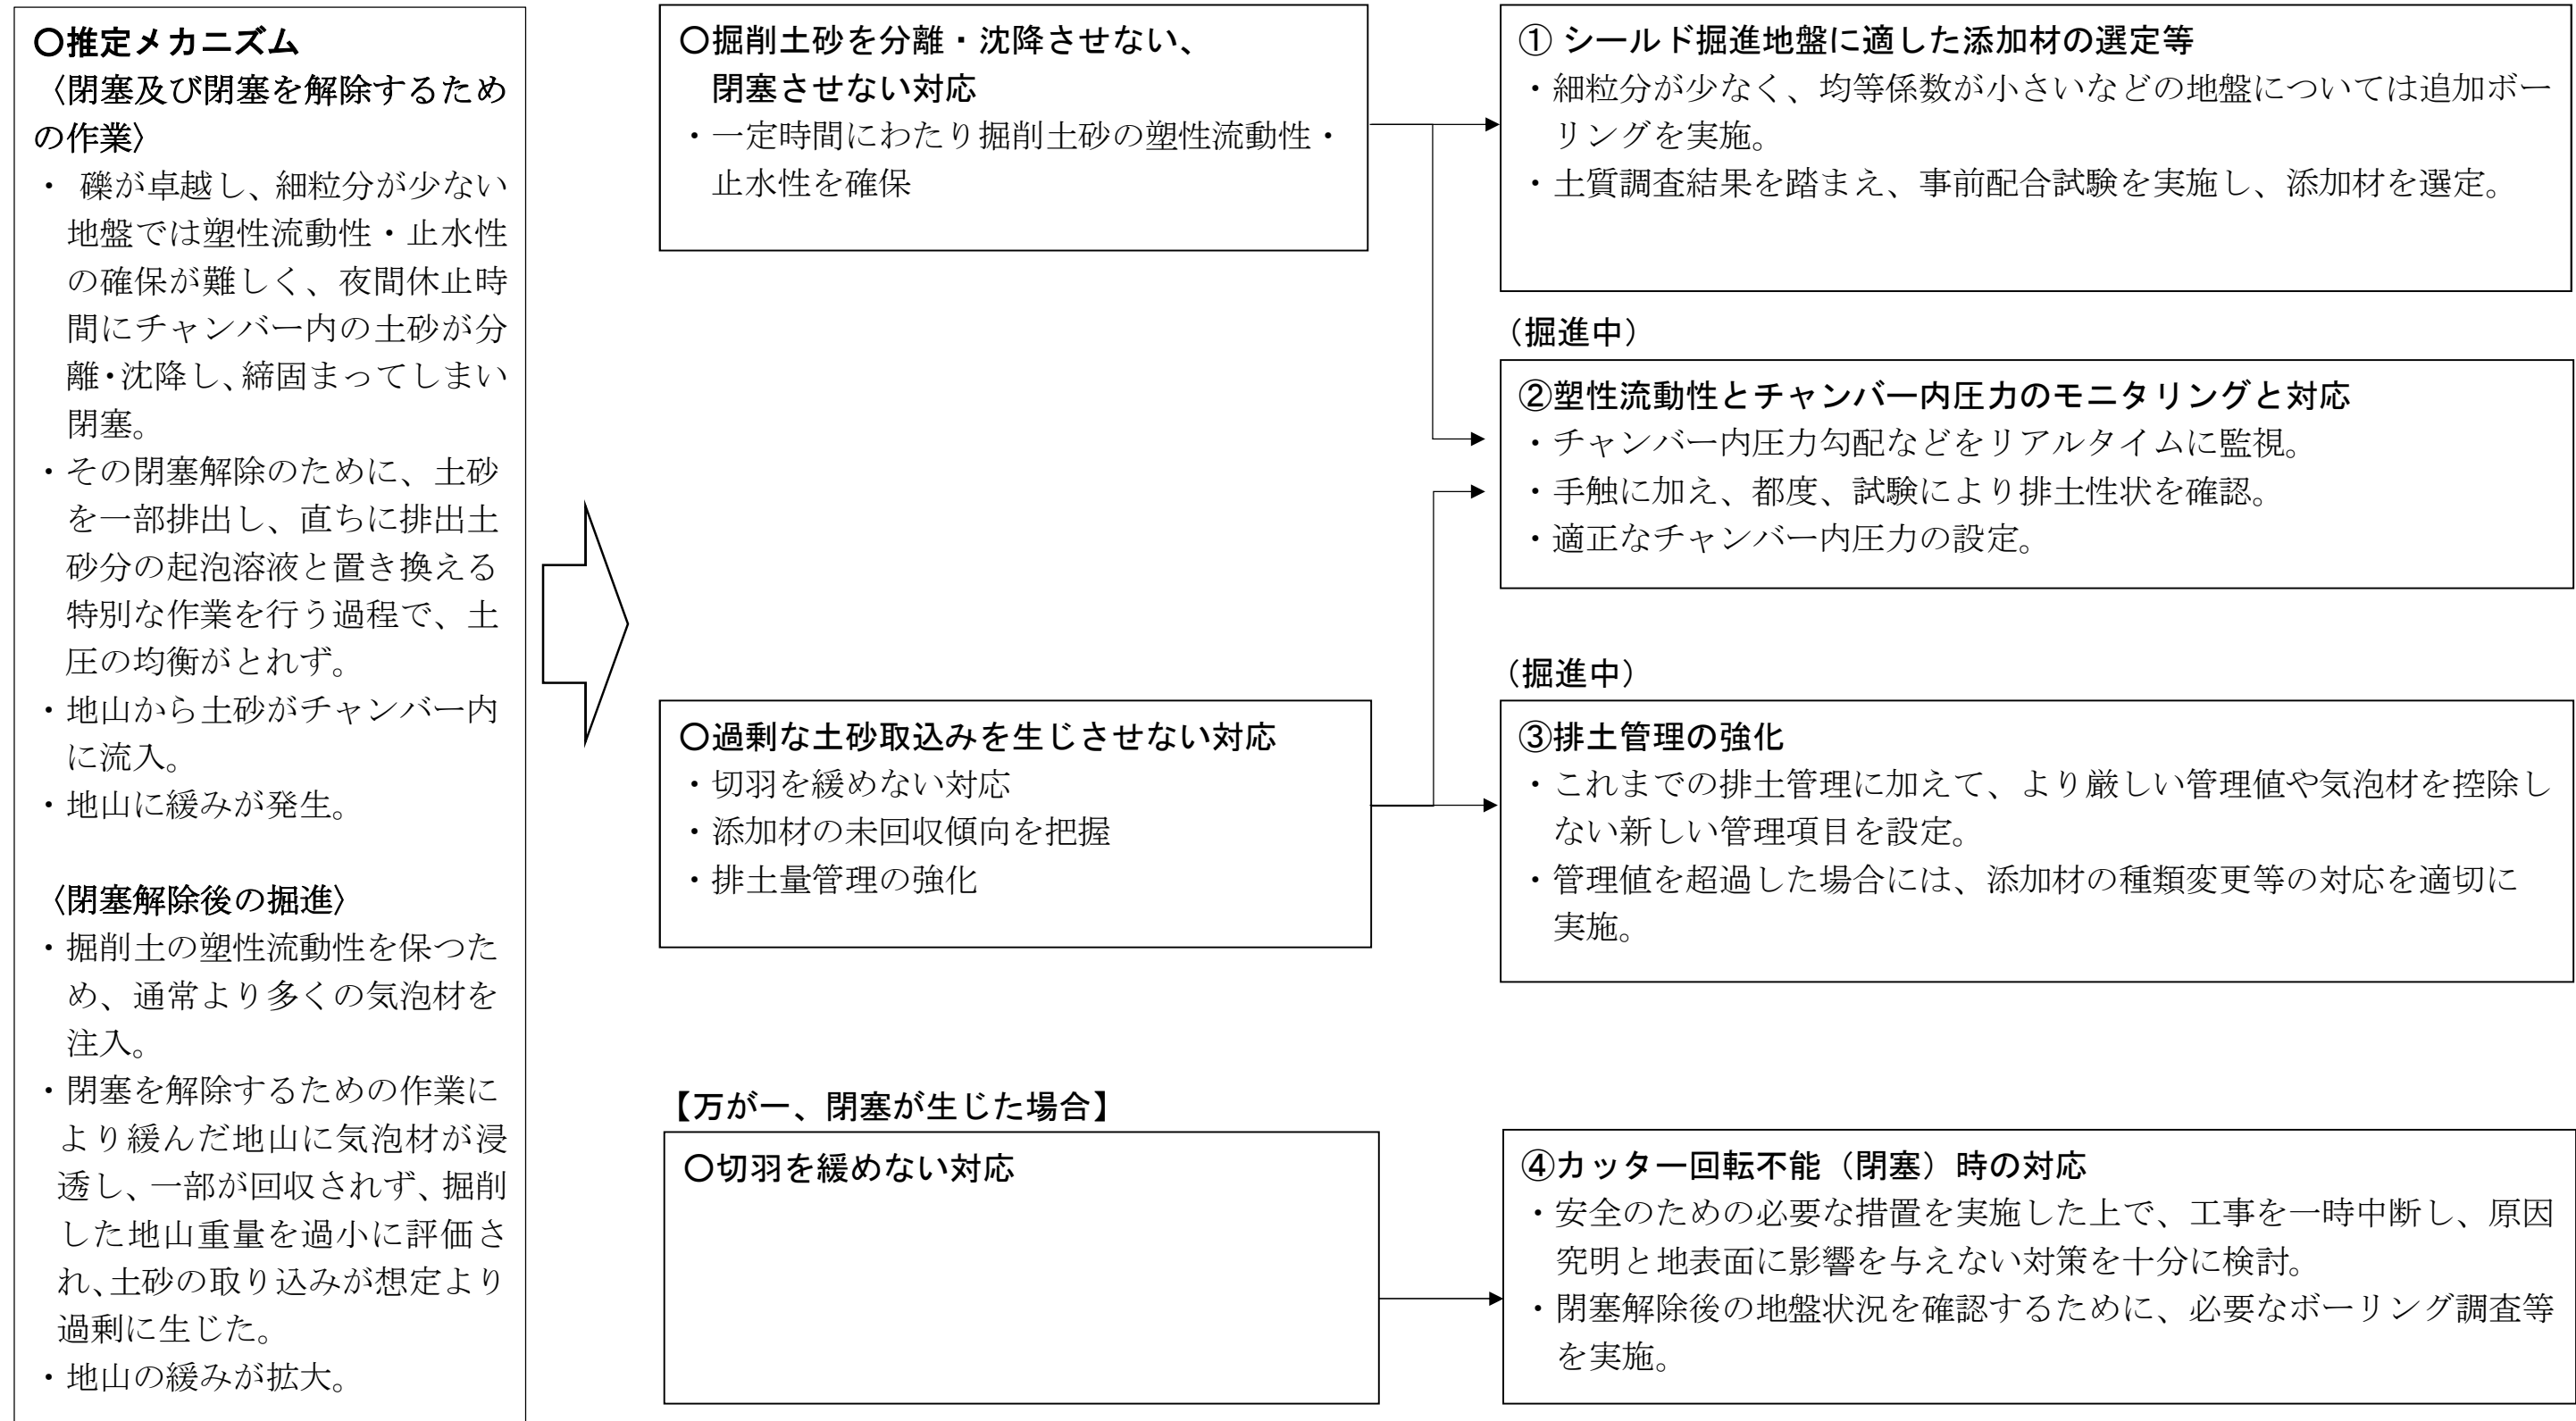 〇推定メカニズム
〈閉塞及び閉塞を解除するため
の作業〉
・ 礫が卓越し、細粒分が少ない
地盤では塑性流動性・止水性
の確保が難しく、夜間休止時
間にチャンバー内の土砂が分
離・沈降し、締固まってしまい
閉塞。
・その閉塞解除のために、土砂
を一部排出し、直ちに排出土
砂分の起泡溶液と置き換える
特別な作業を行う過程で、土
圧の均衡がとれず。
・地山から土砂がチャンバー内
に流入。
・地山に緩みが発生。
〈閉塞解除後の掘進〉
・掘削土の塑性流動性を保つた
め、通常より多くの気泡材を
注入。
・閉塞を解除するための作業に
より緩んだ地山に気泡材が浸
透し、一部が回収されず、掘削
した地山重量を過小に評価さ
れ、土砂の取り込みが想定より
過剰に生じた。
・地山の緩みが拡大。
〇掘削土砂を分離・沈降させない、
閉塞させない対応
・一定時間にわたり掘削土砂の塑性流動性・
止水性を確保
〇過剰な土砂取込みを生じさせない対応
・切羽を緩めない対応
・添加材の未回収傾向を把握
・排土量管理の強化
【万が一、閉塞が生じた場合】
〇切羽を緩めない対応
① シールド掘進地盤に適した添加材の選定等
・細粒分が少なく、均等係数が小さいなどの地盤については追加ボー
リングを実施。
・土質調査結果を踏まえ、事前配合試験を実施し、添加材を選定。
（掘進中）
②塑性流動性とチャンバー内圧力のモニタリングと対応
・チャンバー内圧力勾配などをリアルタイムに監視。
・手触に加え、都度、試験により排土性状を確認。
・適正なチャンバー内圧力の設定。
（掘進中）
③排土管理の強化
・これまでの排土管理に加えて、より厳しい管理値や気泡材を控除し
ない新しい管理項目を設定。
・管理値を超過した場合には、添加材の種類変更等の対応を適切に
実施。
④カッター回転不能（閉塞）時の対応
・安全のための必要な措置を実施した上で、工事を一時中断し、原因
究明と地表面に影響を与えない対策を十分に検討。
・閉塞解除後の地盤状況を確認するために、必要なボーリング調査等
を実施。